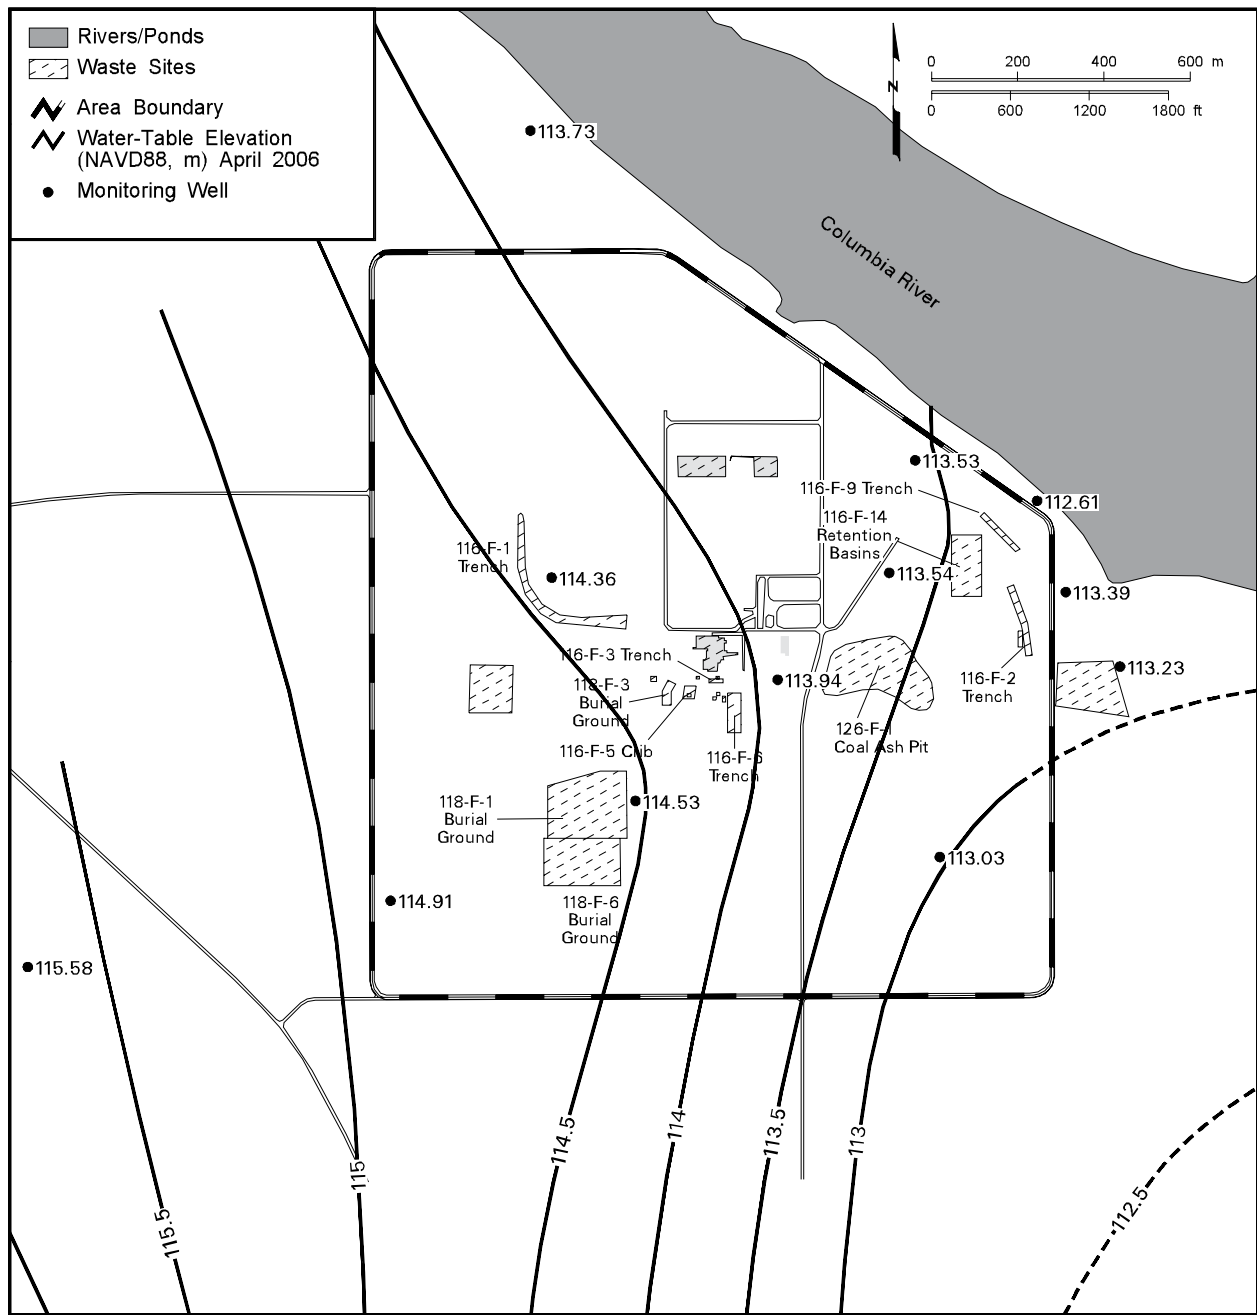 Rivers/Ponds
Waste Sites
Area Boundary
Water-Table Elevation
(NAVD88, m) April 2006
Monitoring Well
N
0 200 400 600 m
0 600 1200 1800 ft
Columbia River
113.73
113.53
116-F-9 Trench
112.61
116-F-14
Retention
Basins
116-F-1
Trench
114.36
113.54
113.39
116-F-3 Trench
118-F-3
Burial
Ground
113.94
116-F-2
Trench
113.23
116-F-5 Crib
116-F-6
Trench
126-F-1
Coal Ash Pit
118-F-1
Burial
Ground
114.53
113.03
114.91
118-F-6
Burial
Ground
115.58
115.5
115
114.5
114
113.5
113
112.5